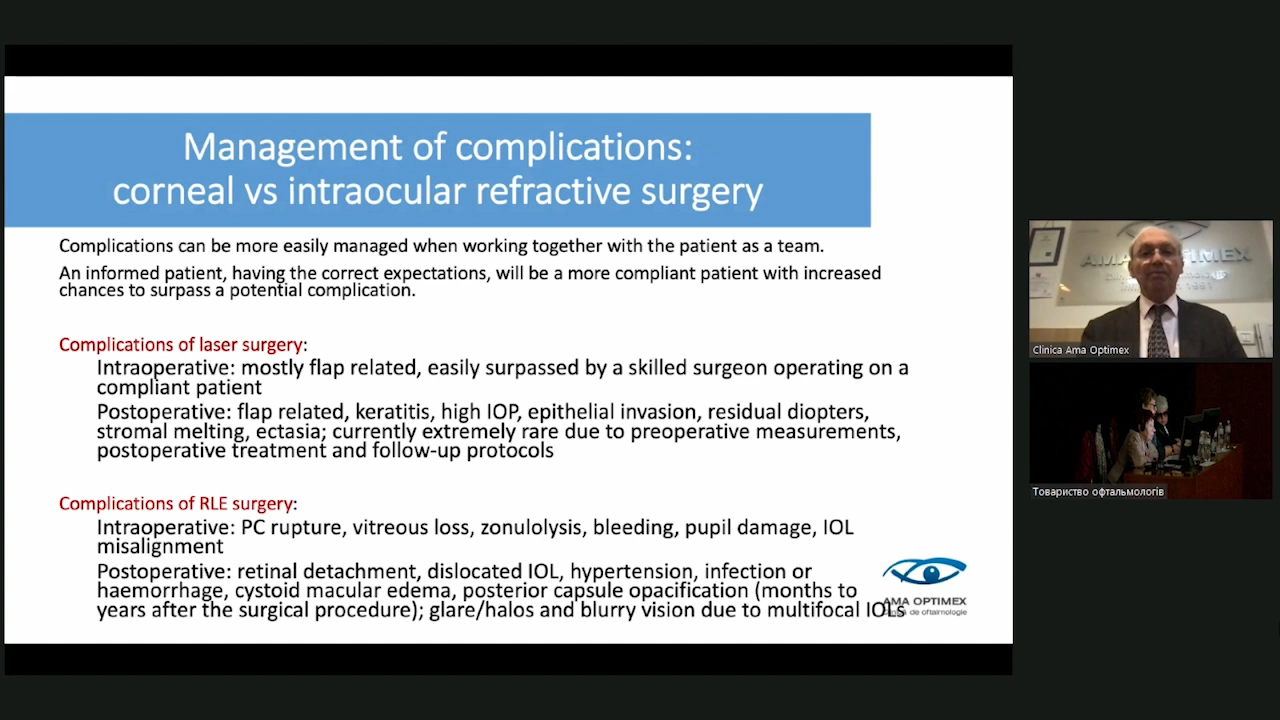 Management of complications:
corneal vs intraocular refractive surgery
Complications can be more easily managed when working together with the patient as a team.
An informed patient, having the correct expectations, will be a more compliant patient with increased
chances to surpass a potential complication.
Complications of laser surgery:
Intraoperative: mostly flap related, easily surpassed by a skilled surgeon operating on a
compliant patient
Postoperative: flap related, keratitis, high IOP, epithelial invasion, residual diopters,
stromal melting, ectasia; currently extremely rare due to preoperative measurements,
postoperative treatment and follow-up protocols
Complications of RLE surgery:
Intraoperative: PC rupture, vitreous loss, zonulolysis, bleeding, pupil damage, IOL
misalignment
Postoperative: retinal detachment, dislocated IOL, hypertension, infection or
haemorrhage, cystoid macular edema, posterior capsule opacification (months to
years after the surgical procedure); glare/halos and blurry vision due to multifocal IOLs
AMA OPTIMEX
de oftalmologie
Clinica Ama Optimex
Товариство офтальмологів